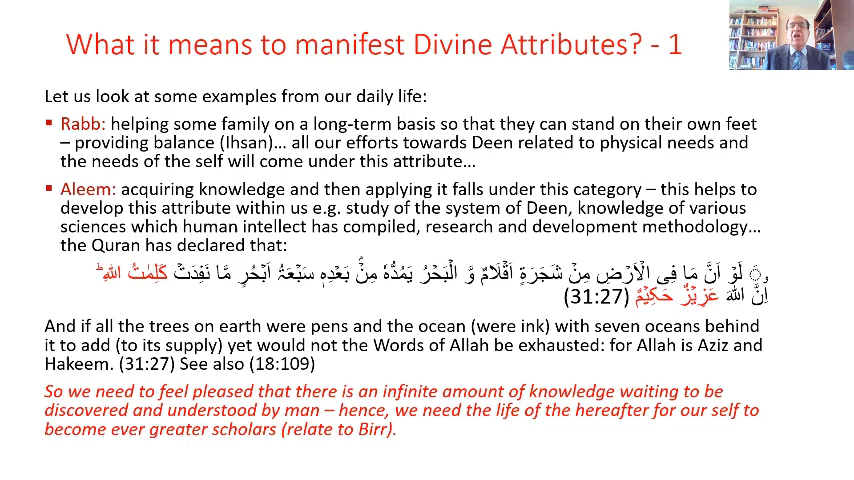 What it means to manifest Divine Attributes? - 1
Let us look at some examples from our daily life:
▪ Rabb: helping some family on a long-term basis so that they can stand on their own feet
– providing balance (Ihsan)… all our efforts towards Deen related to physical needs and
the needs of the self will come under this attribute…
▪ Aleem: acquiring knowledge and then applying it falls under this category – this helps to
develop this attribute within us e.g. study of the system of Deen, knowledge of various
sciences which human intellect has compiled, research and development methodology…
the Quran has declared that:
وَ لَوۡ اَنَّ مَا فِی الۡاَرۡضِ مِنۡ شَجَرَۃٍ اَقۡلَامٌ وَّ الۡبَحۡرُ یَمُدُّہٗ مِنۡۢ بَعۡدِہٖ سَبۡعَۃُ اَبۡحُرٍ مَّا نَفِدَتۡ کَلِمٰتُ اللّٰہِ ؕ
اِنَّ اللّٰہَ عَزِیۡزٌ حَکِیۡمٌ (31:27)
And if all the trees on earth were pens and the ocean (were ink) with seven oceans behind
it to add (to its supply) yet would not the Words of Allah be exhausted: for Allah is Aziz and
Hakeem. (31:27) See also (18:109)
So we need to feel pleased that there is an infinite amount of knowledge waiting to be
discovered and understood by man – hence, we need the life of the hereafter for our self to
become ever greater scholars (relate to Birr).